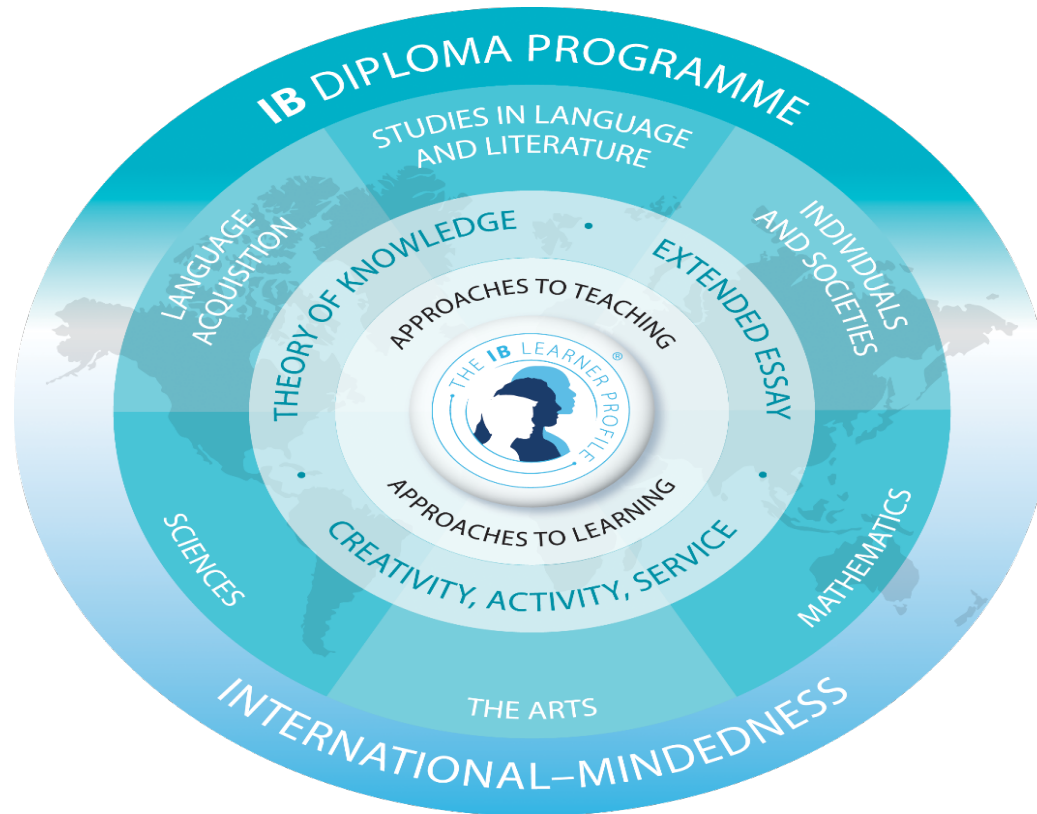 IB DIPLOMA PROGRAMME
STUDIES IN LANGUAGE
AND LITERATURE
LANGUAGE
ACQUISITION
INDIVIDUALS
AND SOCIETIES
THEORY OF KNOWLEDGE
•
EXTENDED ESSAY
•
CREATIVITY, ACTIVITY, SERVICE
•
APPROACHES TO TEACHING
THE IB LEARNER PROFILE®
APPROACHES TO LEARNING
SCIENCES
MATHEMATICS
THE ARTS
INTERNATIONAL–MINDEDNESS